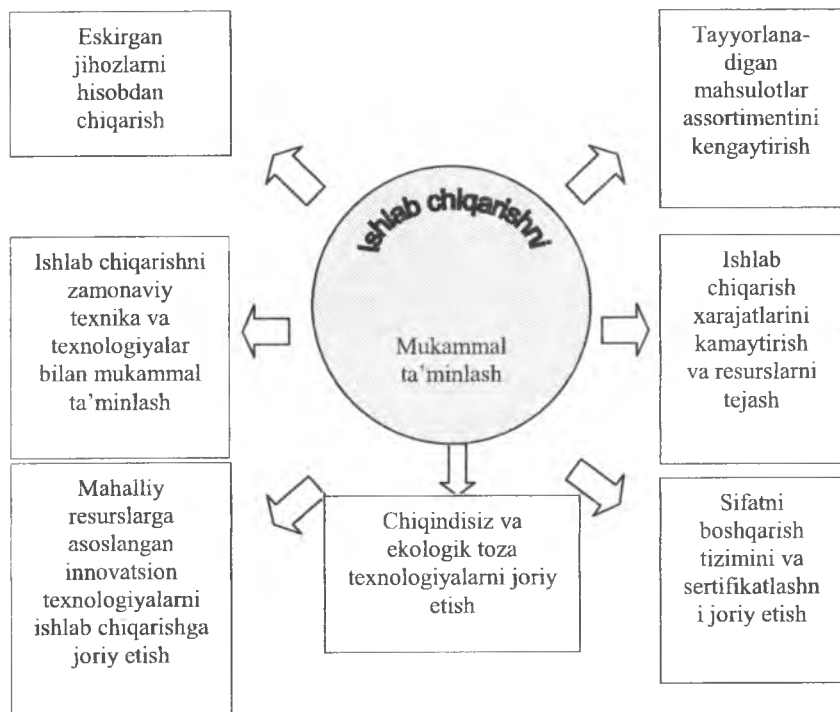 Eskirgan
jihozlarni
hisobdan
chiqarish
Tayyorlana-
digan
mahsulotlar
assortimentini
kengaytirish
Ishlab chiqarishni
Mukammal
ta’minlash
Ishlab chiqarishni
zamonaviy
texnika va
texnologiyalar
bilan mukammal
ta’minlash
Ishlab
chiqarish
xarajatlarini
kamaytirish
va resurslarni
tejash
Mahalliy
resurslarga
asoslangan
innovatsion
texnologiyalarni
ishlab chiqarishga
joriy etish
Chiqindisiz va
ekologik toza
texnologiyalarni joriy
etish
Sifatni
boshqarish
tizimini va
sertifikatlashn
i joriy etish